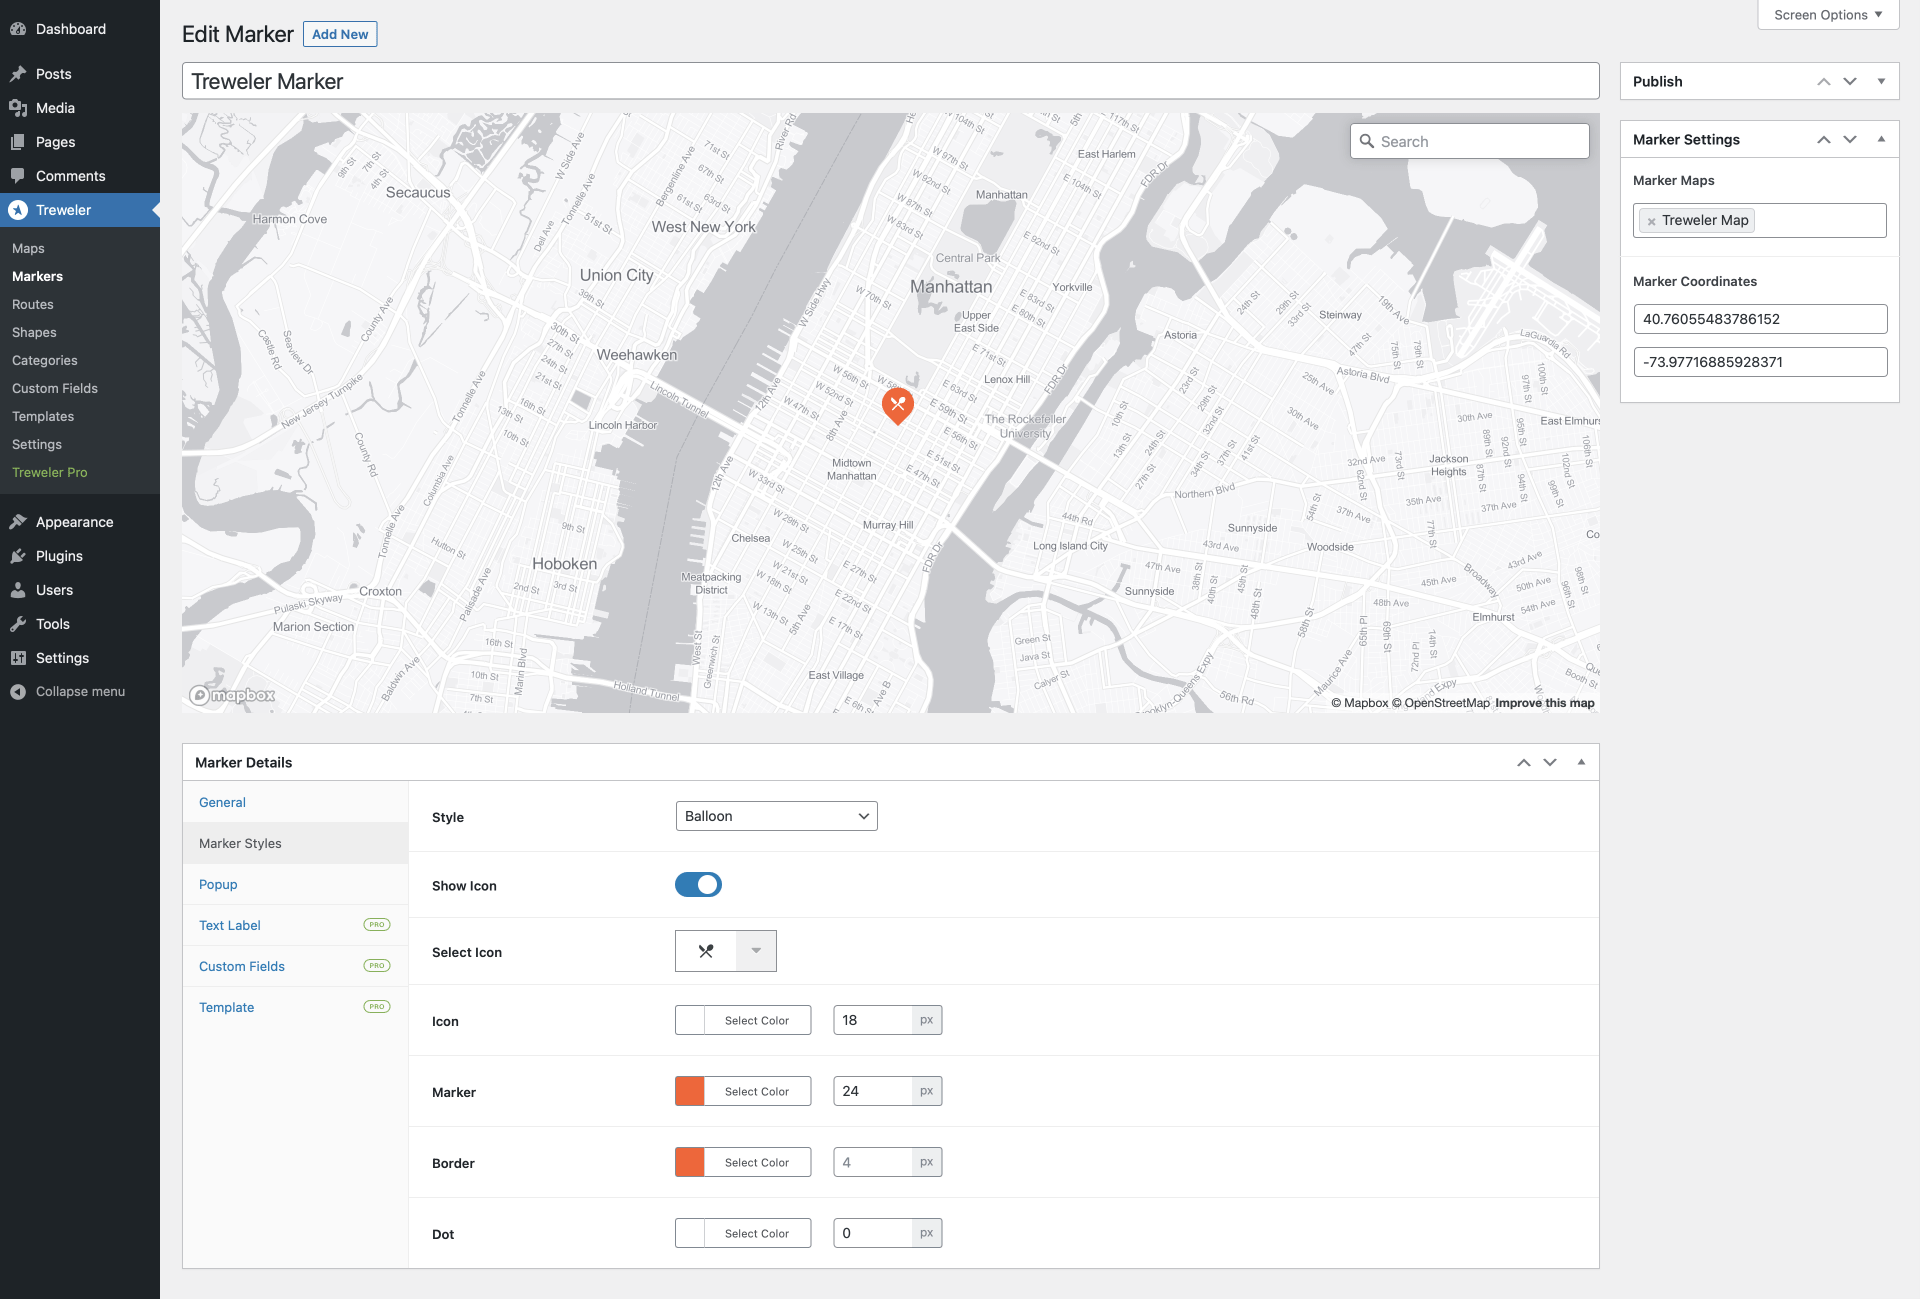 Dashboard
Posts
Media
Pages
Comments
Treweler
Maps
Markers
Routes
Shapes
Categories
Custom Fields
Templates
Settings
Treweler Pro
Appearance
Plugins
Users
Tools
Settings
Collapse menu
Screen Options
Edit Marker
Add New
Treweler Marker
Search
Secaucus
Harmon Cove
West New York
Union City
Weehawken
Lincoln Harbor
Lincoln Tunnel
Hoboken
Croxton
Marion Section
Pulaski Skyway
New Jersey Turnpike
Holland Tunnel
East Harlem
Manhattan
Central Park
Manhattan
Yorkville
Upper
East Side
Lenox Hill
The Rockefeller
University
Midtown
Manhattan
Murray Hill
Chelsea
Meatpacking
District
East Village
Astoria
Steinway
Astoria Blvd
LaGuardia Rd
East Elmhurs
Jackson
Heights
Northern Blvd
Sunnyside
Woodside
Long Island City
Sunnyside
Elmhurst
Broadway
mapbox
© Mapbox © OpenStreetMap Improve this map
Publish
Marker Settings
Marker Maps
× Treweler Map
Marker Coordinates
40.76055483786152
-73.97716885928371
Marker Details
General
Marker Styles
Popup
Text Label PRO
Custom Fields PRO
Template PRO
Style Balloon
Show Icon
Select Icon
Icon Select Color 18 px
Marker Select Color 24 px
Border Select Color 4 px
Dot Select Color 0 px